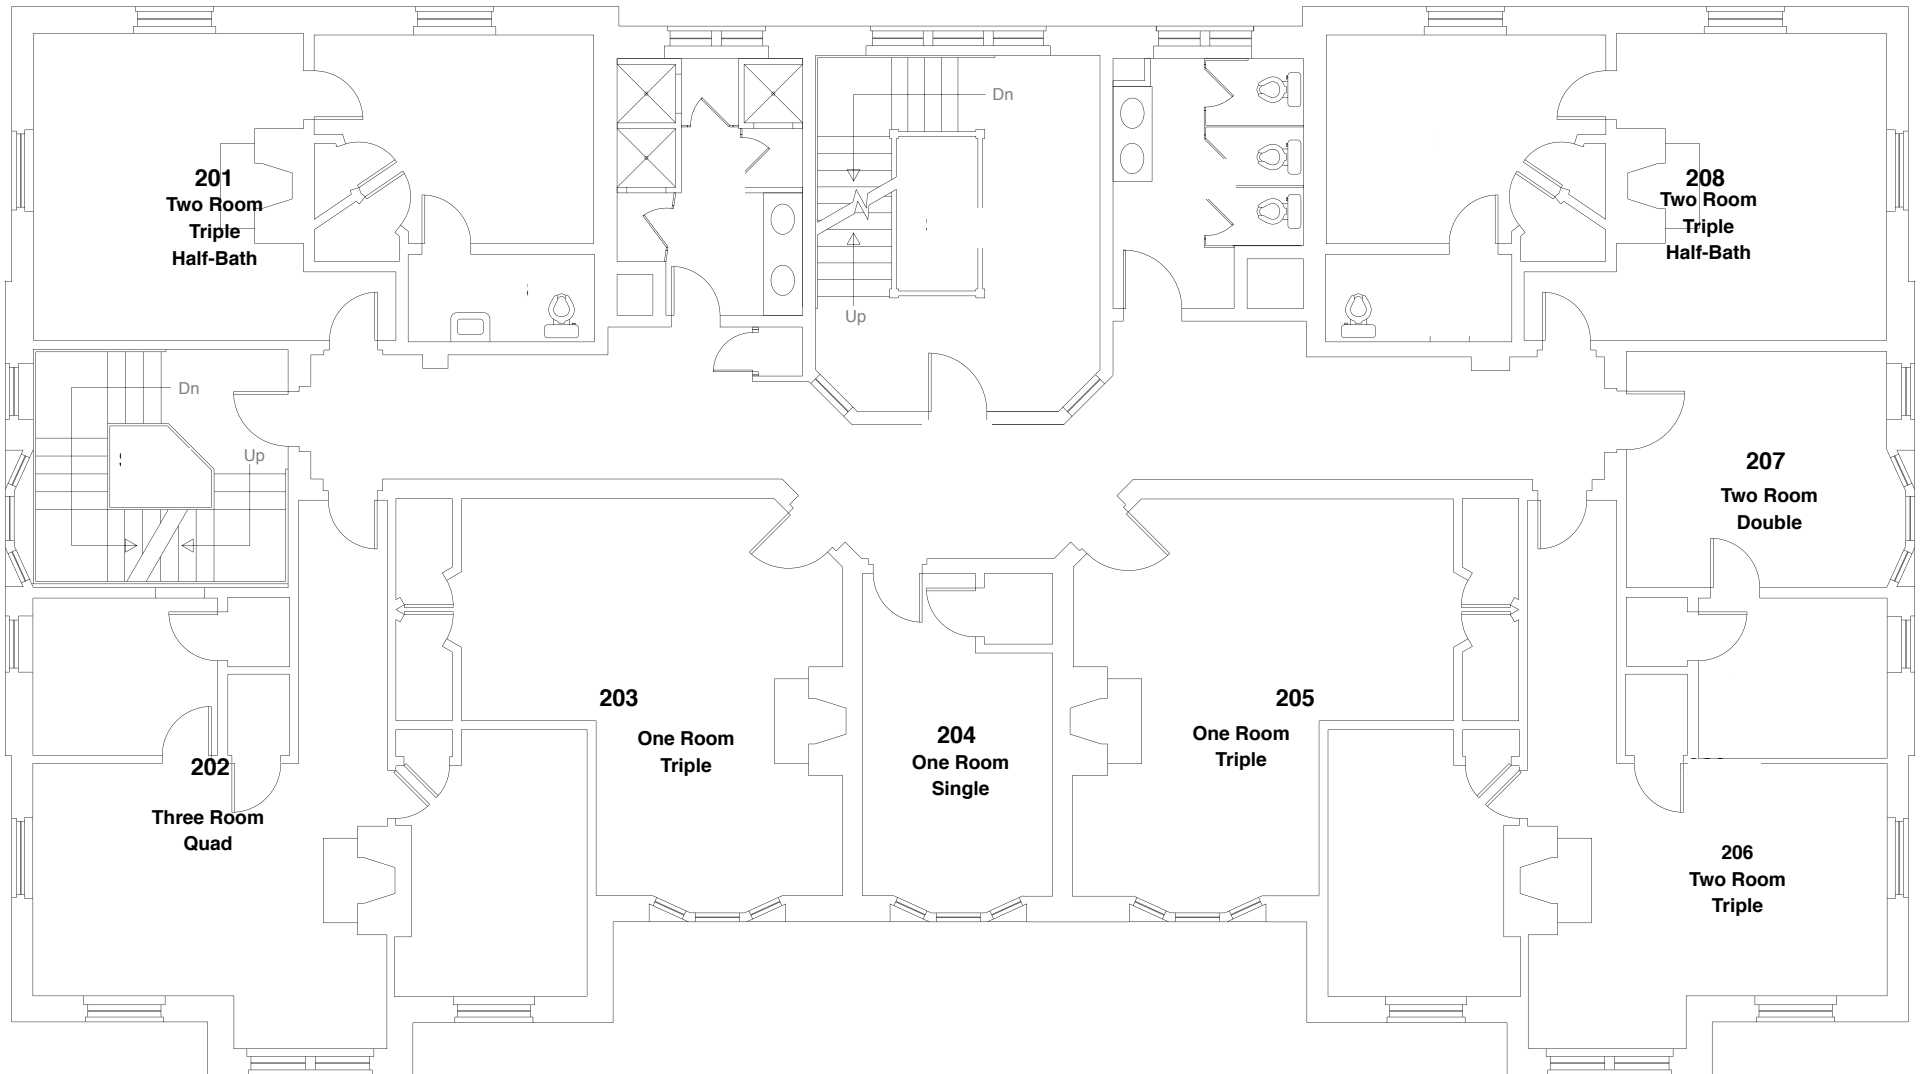 Dn
201
Two Room
Triple
Half-Bath
208
Two Room
Triple
Half-Bath
Up
Dn
Up
207
Two Room
Double
203
One Room
Triple
204
One Room
Single
205
One Room
Triple
202
Three Room
Quad
206
Two Room
Triple